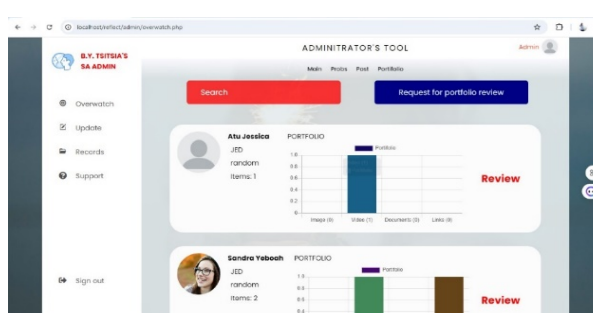 localhost/reflect/admin/overwatch.php
B.Y. TSITSIA'S
SA ADMIN
ADMINITRATOR'S TOOL
Admin
Main Probs Past Portfolio
Search
Request for portfolio review
Overwatch
Update
Records
Support
Sign out
Atu Jessica
JED
random
Items: 1
PORTFOLIO
Portfolio
1.0
0.8
0.6
0.4
0.2
0
Image (0) Video (1) Documents (0) Links (0)
Review
Sandra Yeboah
JED
random
Items: 2
PORTFOLIO
Portfolio
1.0
0.8
0.6
0.4
Review